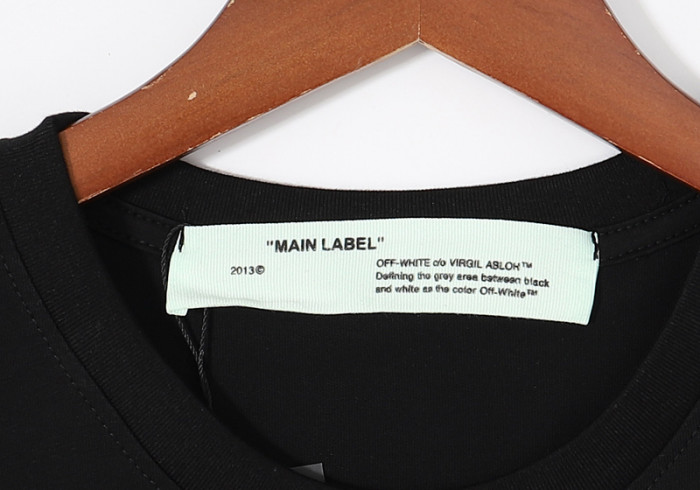 "MAIN LABEL"
2013©
OFF-WHITE c/o VIRGIL ABLOH™
Defining the grey area between black
and white as the color Off-White™